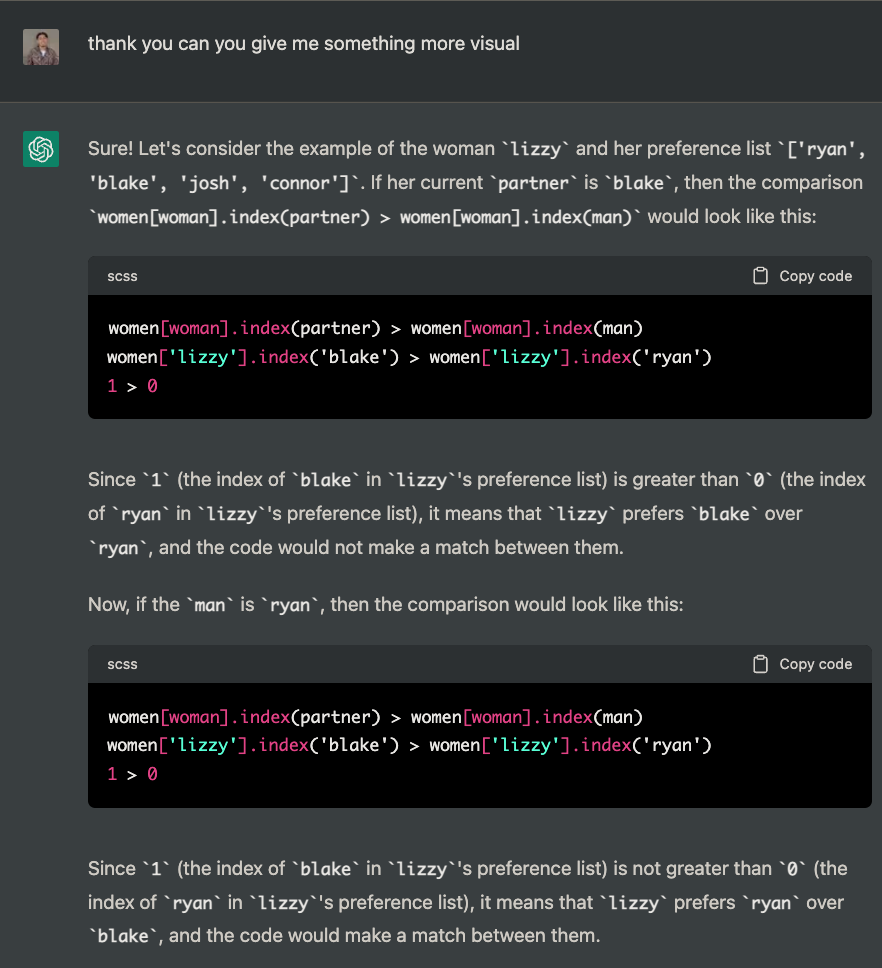 thank you can you give me something more visual
Sure! Let's consider the example of the woman `lizzy` and her preference list `['ryan',
'blake', 'josh', 'connor']`. If her current `partner` is `blake`, then the comparison
`women[woman].index(partner) > women[woman].index(man)` would look like this:
scss
Copy code
women[woman].index(partner) > women[woman].index(man)
women['lizzy'].index('blake') > women['lizzy'].index('ryan')
1 > 0
Since `1` (the index of `blake` in `lizzy`'s preference list) is greater than `0` (the index
of `ryan` in `lizzy`'s preference list), it means that `lizzy` prefers `blake` over
`ryan`, and the code would not make a match between them.
Now, if the `man` is `ryan`, then the comparison would look like this:
scss
Copy code
women[woman].index(partner) > women[woman].index(man)
women['lizzy'].index('blake') > women['lizzy'].index('ryan')
1 > 0
Since `1` (the index of `blake` in `lizzy`'s preference list) is not greater than `0` (the
index of `ryan` in `lizzy`'s preference list), it means that `lizzy` prefers `ryan` over
`blake`, and the code would make a match between them.